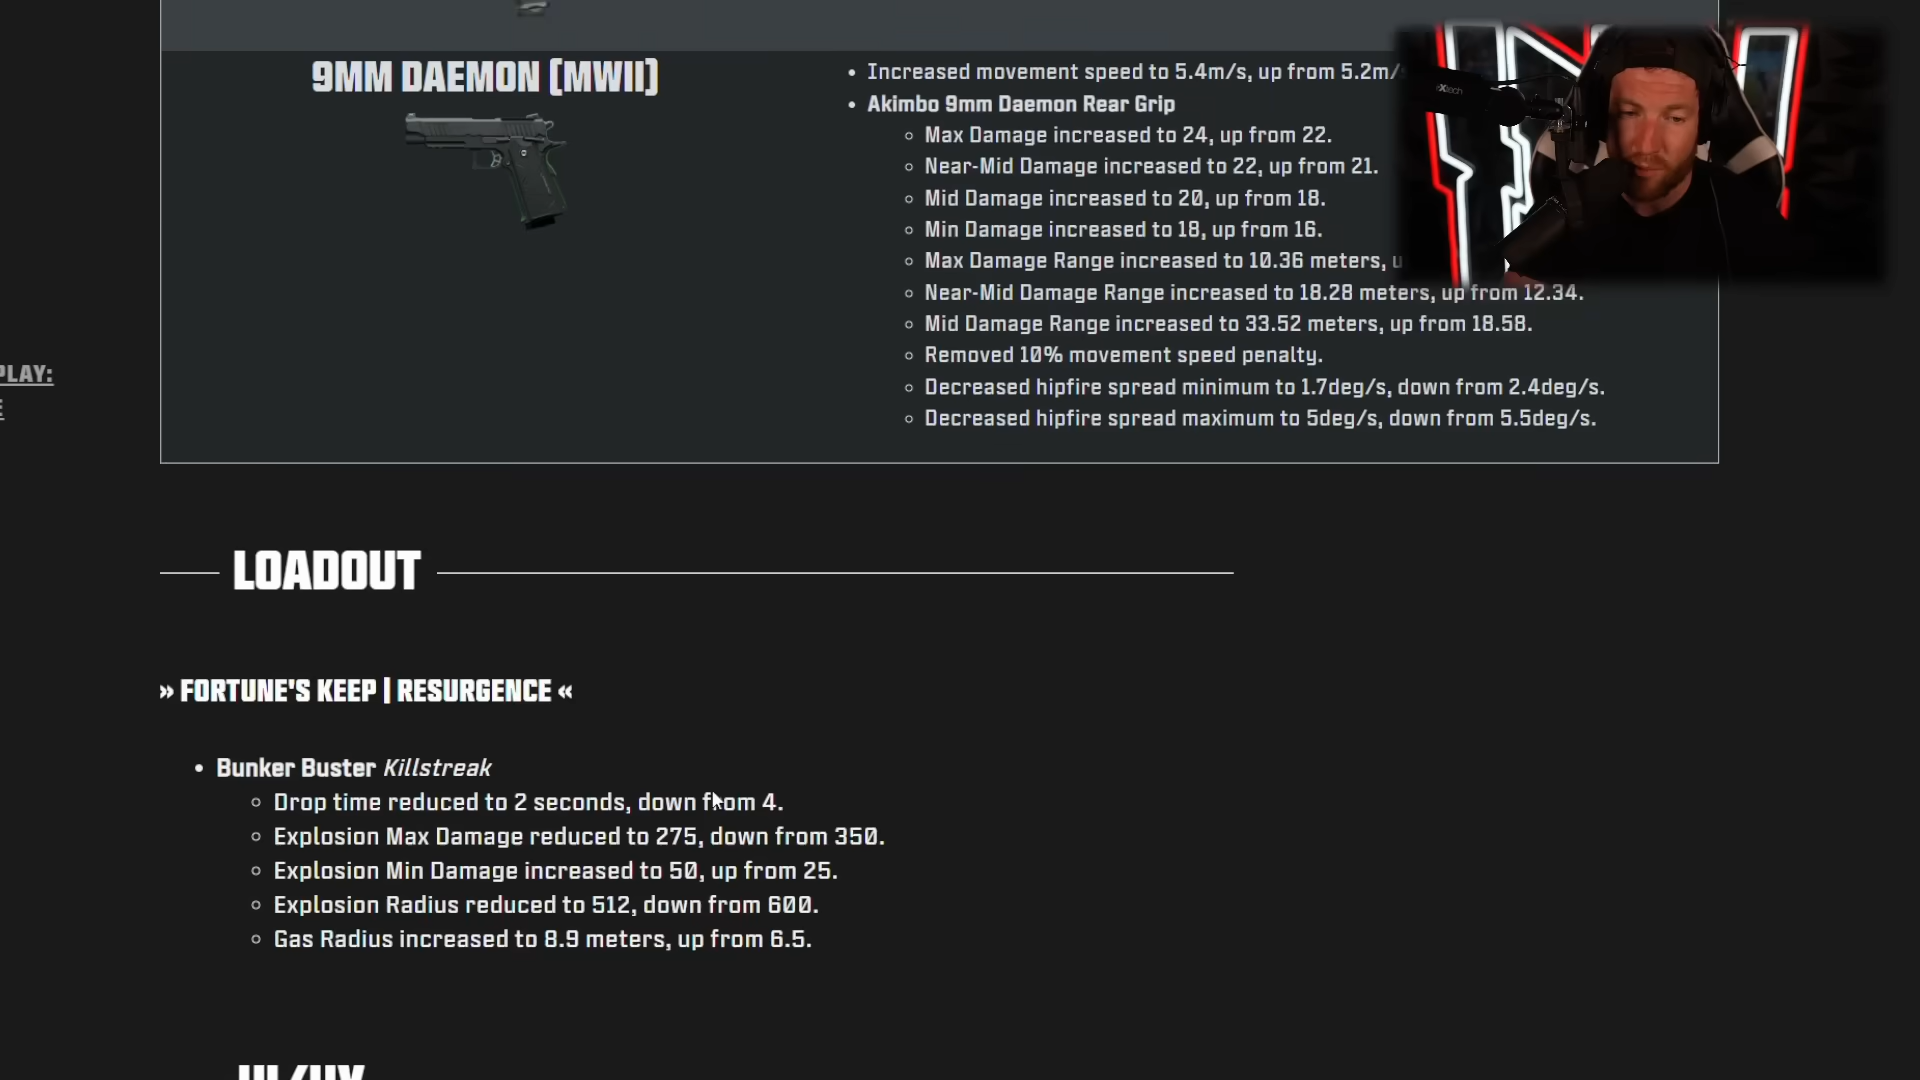 9MM DAEMON (MWII)
• Increased movement speed to 5.4m/s, up from 5.2m/
• Akimbo 9mm Daemon Rear Grip
◦ Max Damage increased to 24, up from 22.
◦ Near-Mid Damage increased to 22, up from 21.
◦ Mid Damage increased to 20, up from 18.
◦ Min Damage increased to 18, up from 16.
◦ Max Damage Range increased to 10.36 meters,
◦ Near-Mid Damage Range increased to 18.28 meters, up from 12.34.
◦ Mid Damage Range increased to 33.52 meters, up from 18.58.
◦ Removed 10% movement speed penalty.
◦ Decreased hipfire spread minimum to 1.7deg/s, down from 2.4deg/s.
◦ Decreased hipfire spread maximum to 5deg/s, down from 5.5deg/s.
PLAY:
LOADOUT
» FORTUNE'S KEEP | RESURGENCE «
• Bunker Buster Killstreak
◦ Drop time reduced to 2 seconds, down from 4.
◦ Explosion Max Damage reduced to 275, down from 350.
◦ Explosion Min Damage increased to 50, up from 25.
◦ Explosion Radius reduced to 512, down from 600.
◦ Gas Radius increased to 8.9 meters, up from 6.5.
UI/UX